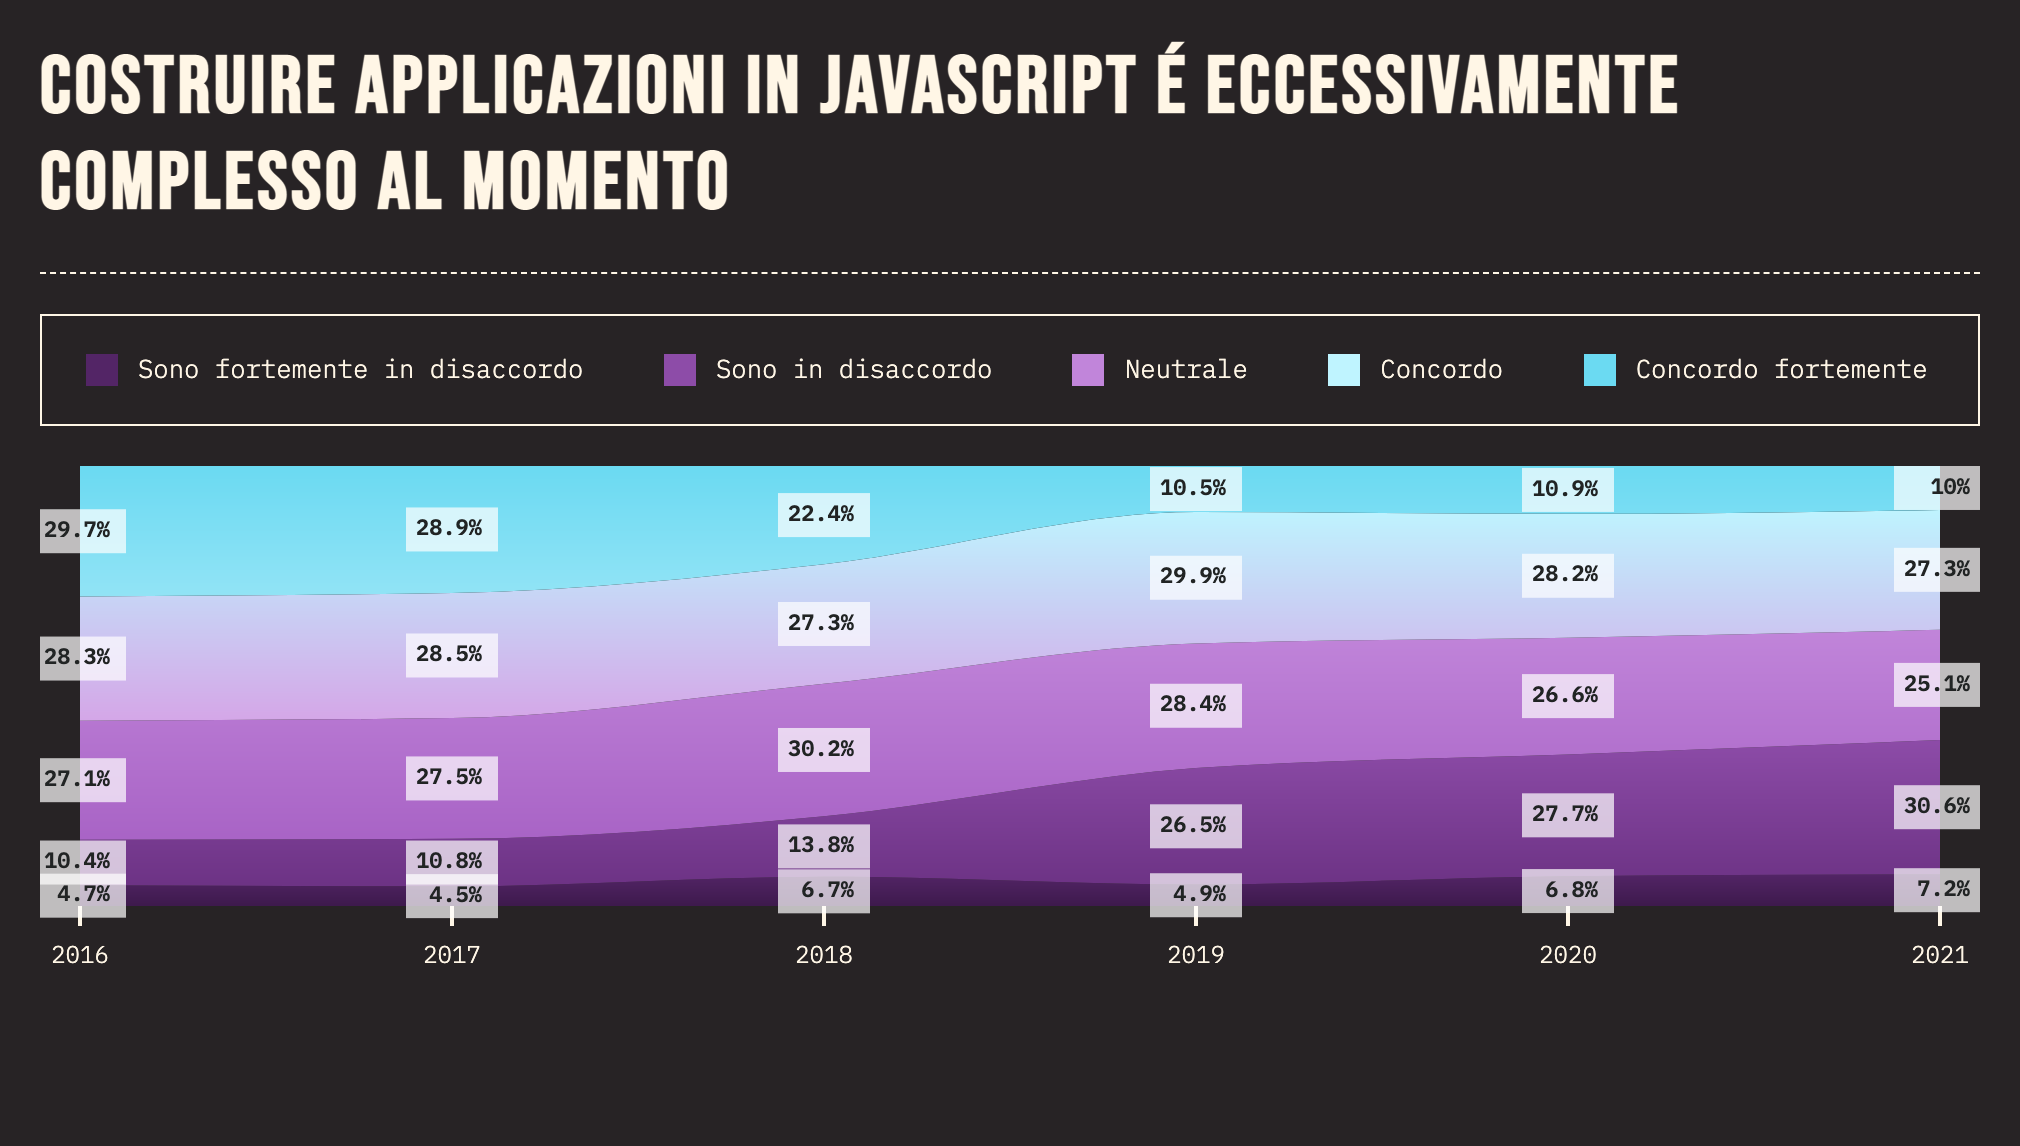 COSTRUIRE APPLICAZIONI IN JAVASCRIPT É ECCESSIVAMENTE
COMPLESSO AL MOMENTO
Sono fortemente in disaccordo Sono in disaccordo Neutrale Concordo Concordo fortemente
29.7% 28.9% 22.4% 10.5% 10.9% 10%
28.3% 28.5% 27.3% 29.9% 28.2% 27.3%
27.1% 27.5% 30.2% 28.4% 26.6% 25.1%
10.4% 10.8% 13.8% 26.5% 27.7% 30.6%
4.7% 4.5% 6.7% 4.9% 6.8% 7.2%
2016 2017 2018 2019 2020 2021